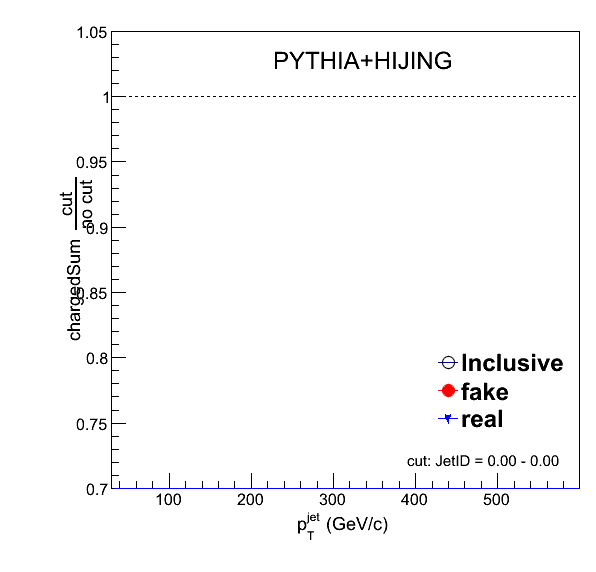 PYTHIA+HIJING
1.05
1
0.95
0.9
0.85
0.8
0.75
0.7
chargedSum cut
no cut
Inclusive
fake
real
cut: JetID = 0.00 - 0.00
100
200
300
400
500
p_T^jet (GeV/c)